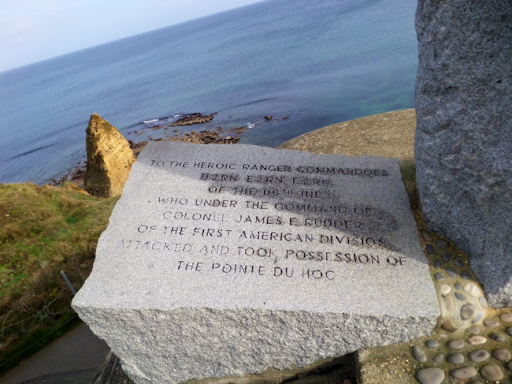 TO THE HEROIC RANGER COMMANDOES
D2RN E2RN F2RN
OF THE 116TH INF
WHO UNDER THE COMMAND OF
COLONEL JAMES E RUDDER
OF THE FIRST AMERICAN DIVISION
ATTACKED AND TOOK POSSESSION OF
THE POINTE DU HOC